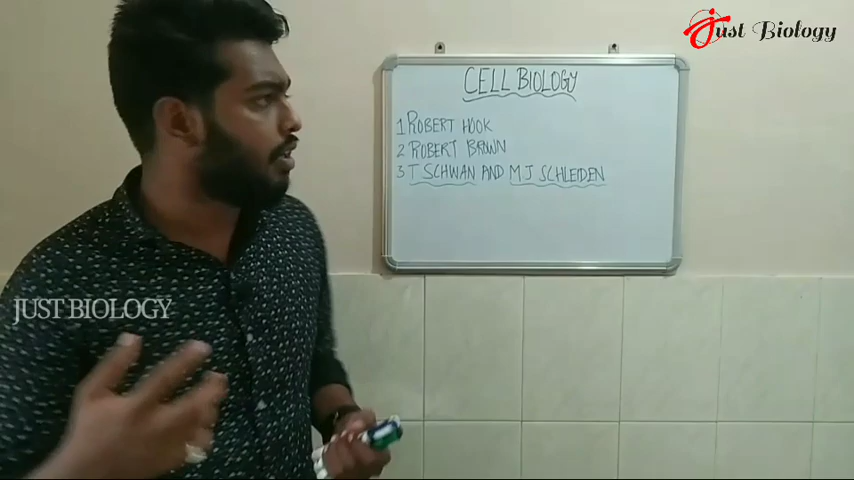 Just Biology
CELL BIOLOGY
1 ROBERT HOOK
2 ROBERT BROWN
3 T SCHWAN AND M.J SCHLEIDEN
JUST BIOLOGY